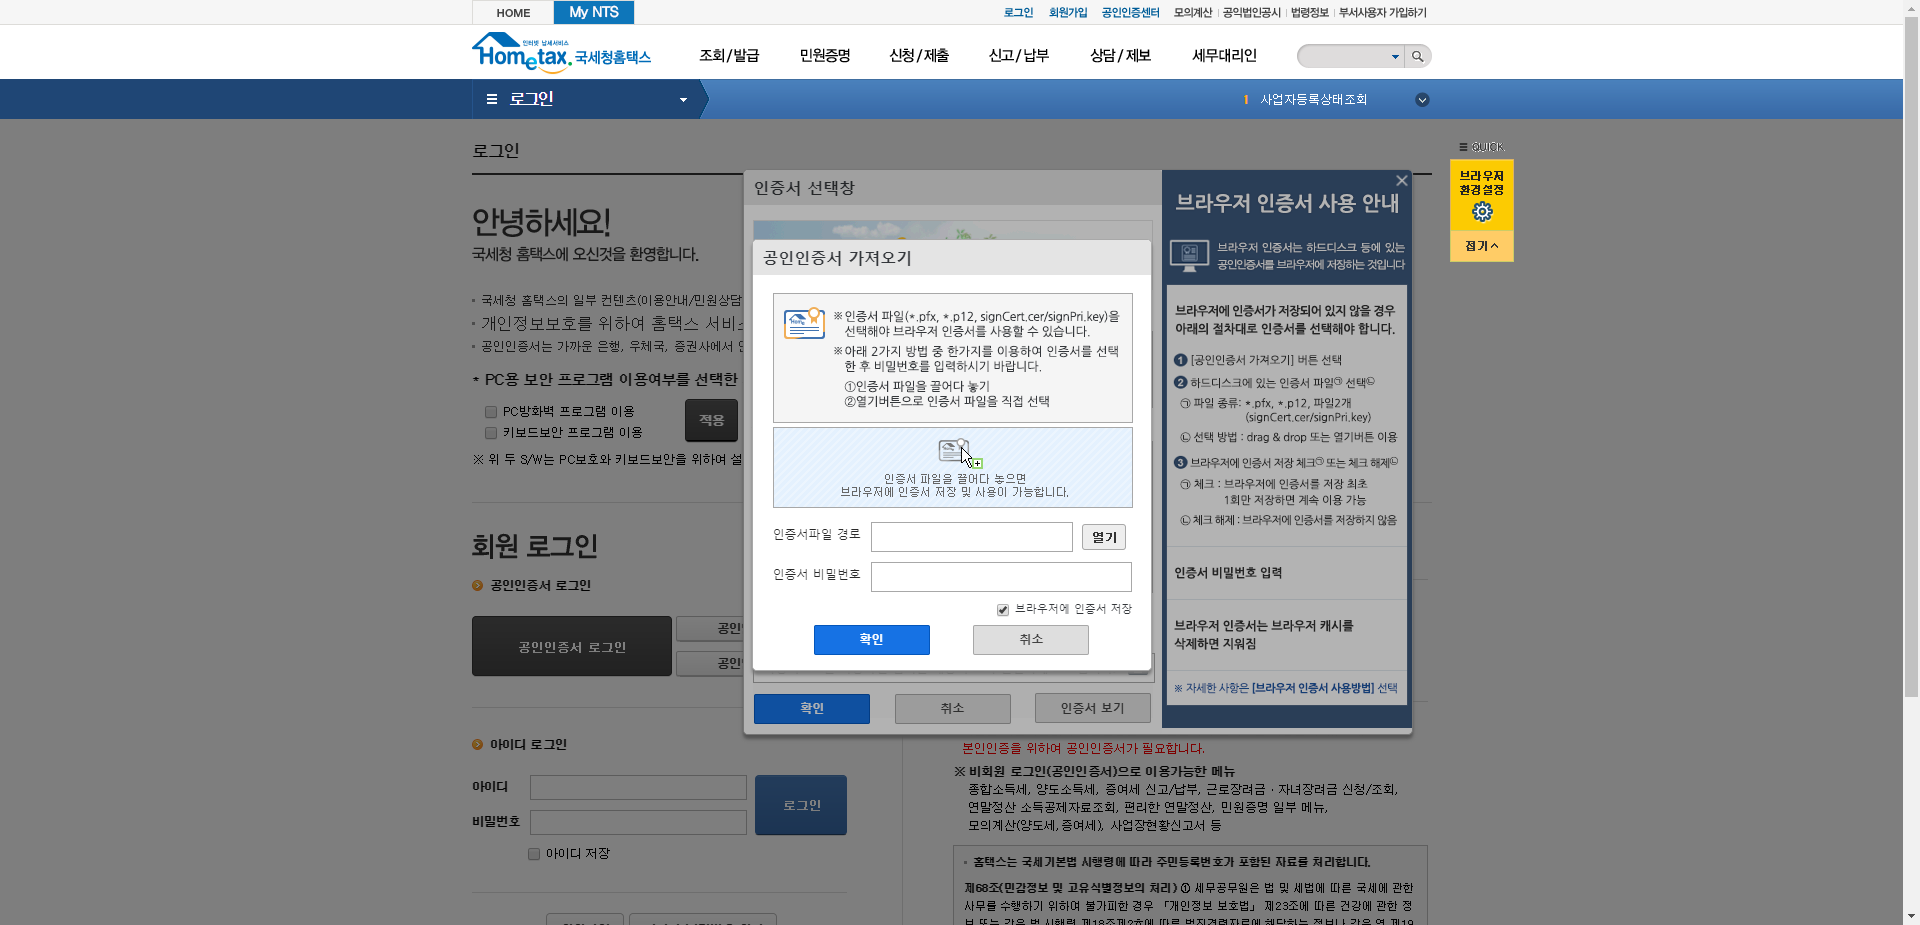 HOME
My NTS
로그인 회원가입 공인인증센터 모의계산 공익법인공시 법령정보 부서사용자 가입하기
인터넷 납세서비스
Hometax. 국세청홈택스
조회/발급 민원증명 신청/제출 신고/납부 상담/제보 세무대리인
로그인
1 사업자등록상태조회
로그인
QUICK
브라우저
환경설정
접기
안녕하세요!
국세청 홈택스에 오신것을 환영합니다.
국세청 홈택스의 일부 컨텐츠(이용안내/민원상담
개인정보보호를 위하여 홈택스 서비스
공인인증서는 가까운 은행, 우체국, 증권사에서
* PC용 보안 프로그램 이용여부를 선택한
PC방화벽 프로그램 이용
키보드보안 프로그램 이용
적용
※ 위 두 S/W는 PC보호와 키보드보안을 위하여 설
회원 로그인
공인인증서 로그인
공인인증서 로그인
공인
공인
아이디 로그인
아이디
비밀번호
로그인
아이디 저장
인증서 선택창
공인인증서 가져오기
※인증서 파일(*.pfx, *.p12, signCert.cer/signPri.key)을
선택해야 브라우저 인증서를 사용할 수 있습니다.
※아래 2가지 방법 중 한가지를 이용하여 인증서를 선택
한 후 비밀번호를 입력하시기 바랍니다.
①인증서 파일을 끌어다 놓기
②열기버튼으로 인증서 파일을 직접 선택
인증서 파일을 끌어다 놓으면
브라우저에 인증서 저장 및 사용이 가능합니다.
인증서파일 경로
열기
인증서 비밀번호
브라우저에 인증서 저장
확인
취소
확인
취소
인증서 보기
브라우저 인증서 사용 안내
브라우저 인증서는 하드디스크 등에 있는
공인인증서를 브라우저에 저장하는 것입니다
브라우저에 인증서가 저장되어 있지 않을 경우
아래의 절차대로 인증서를 선택해야 합니다.
1 [공인인증서 가져오기] 버튼 선택
2 하드디스크에 있는 인증서 파일㉠ 선택㉡
㉠ 파일 종류: *.pfx, *.p12, 파일2개
(signCert.cer/signPri.key)
㉡ 선택 방법 : drag & drop 또는 열기버튼 이용
3 브라우저에 인증서 저장 체크㉠ 또는 체크 해제㉡
㉠ 체크 : 브라우저에 인증서를 저장 최초
1회만 저장하면 계속 이용 가능
㉡ 체크 해제 : 브라우저에 인증서를 저장하지 않음
인증서 비밀번호 입력
브라우저 인증서는 브라우저 캐시를
삭제하면 지워짐
※ 자세한 사항은 [브라우저 인증서 사용방법] 선택
본인인증을 위하여 공인인증서가 필요합니다.
※ 비회원 로그인(공인인증서)으로 이용가능한 메뉴
종합소득세, 양도소득세, 증여세 신고/납부, 근로장려금 · 자녀장려금 신청/조회,
연말정산 소득공제자료조회, 편리한 연말정산, 민원증명 일부 메뉴,
모의계산(양도세,증여세), 사업장현황신고서 등
홈택스는 국세기본법 시행령에 따라 주민등록번호가 포함된 자료를 처리합니다.
제68조(민감정보 및 고유식별정보의 처리) ① 세무공무원은 법 및 세법에 따른 국세에 관한
사무를 수행하기 위하여 불가피한 경우 「개인정보 보호법」 제23조에 따른 건강에 관한 정